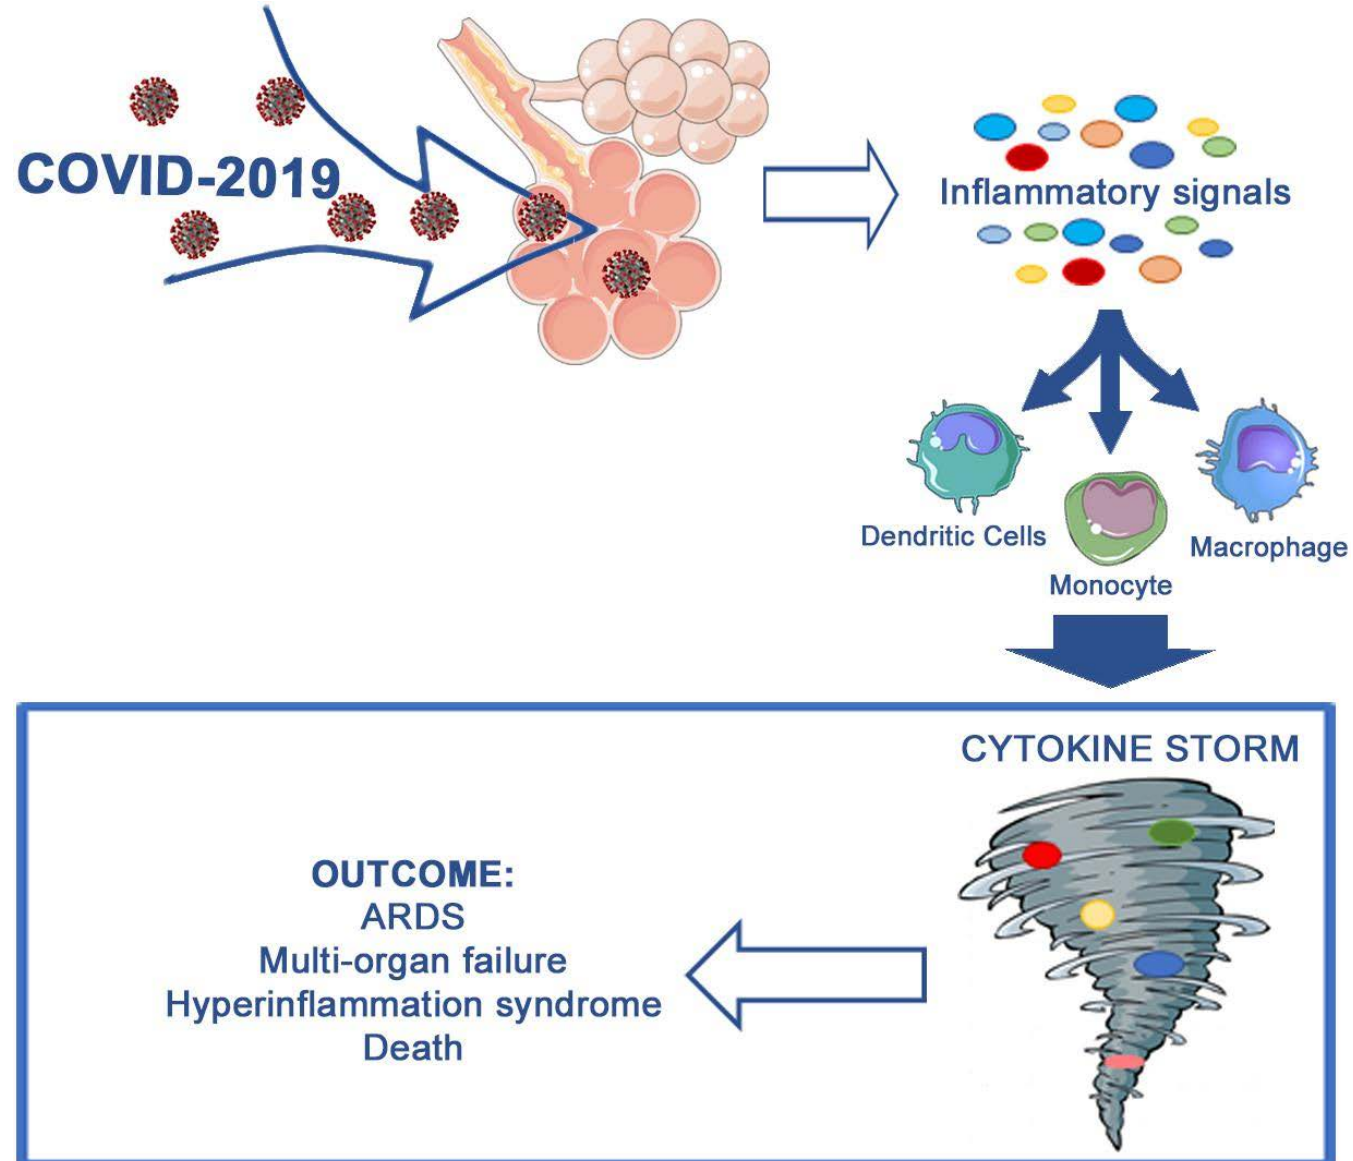 COVID-2019
Inflammatory signals
Dendritic Cells
Monocyte
Macrophage
CYTOKINE STORM
OUTCOME:
ARDS
Multi-organ failure
Hyperinflammation syndrome
Death